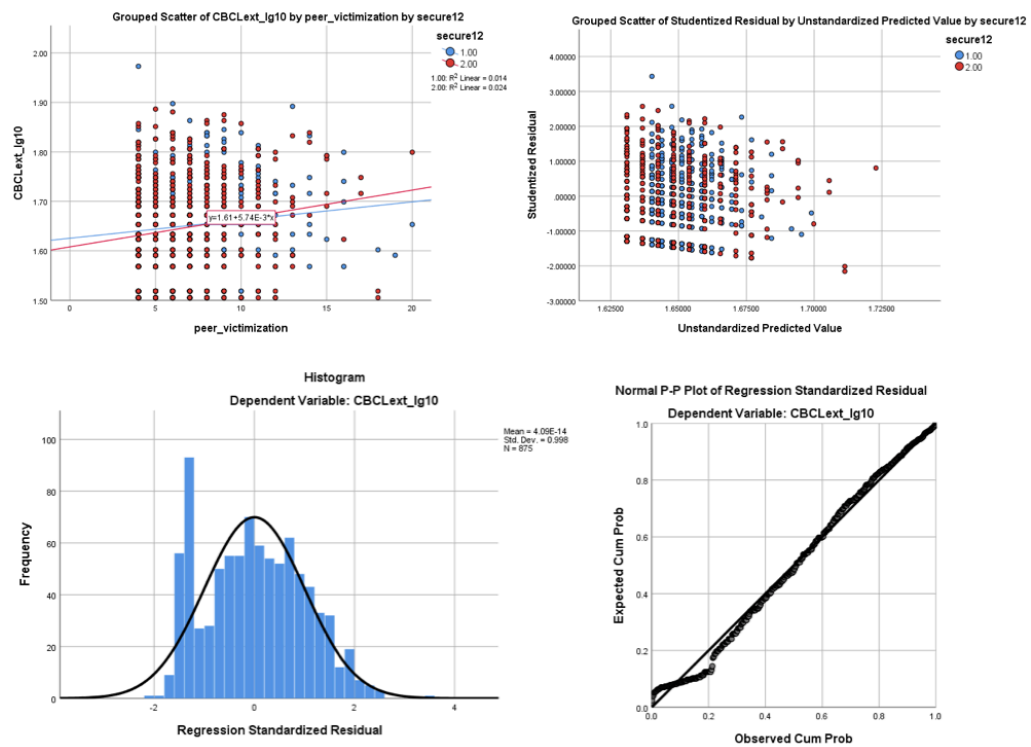 Grouped Scatter of CBCLext_lg10 by peer_victimization by secure12
secure12
1.00
2.00
1.00: R² Linear = 0.014
2.00: R² Linear = 0.024
CBCLext_lg10
2.00
1.90
1.80
1.70
1.60
1.50
y=1.61+5.74E-3*x
0
5
10
15
20
peer_victimization
Grouped Scatter of Studentized Residual by Unstandardized Predicted Value by secure12
secure12
1.00
2.00
Studentized Residual
4.00000
3.00000
2.00000
1.00000
.00000
-1.00000
-2.00000
-3.00000
1.62500
1.65000
1.67500
1.70000
1.72500
Unstandardized Predicted Value
Histogram
Dependent Variable: CBCLext_lg10
Mean = 4.09E-14
Std. Dev. = 0.998
N = 875
Frequency
100
80
60
40
20
0
-2
0
2
4
Regression Standardized Residual
Normal P-P Plot of Regression Standardized Residual
Dependent Variable: CBCLext_lg10
Expected Cum Prob
1.0
0.8
0.6
0.4
0.2
0.0
0.0
0.2
0.4
0.6
0.8
1.0
Observed Cum Prob